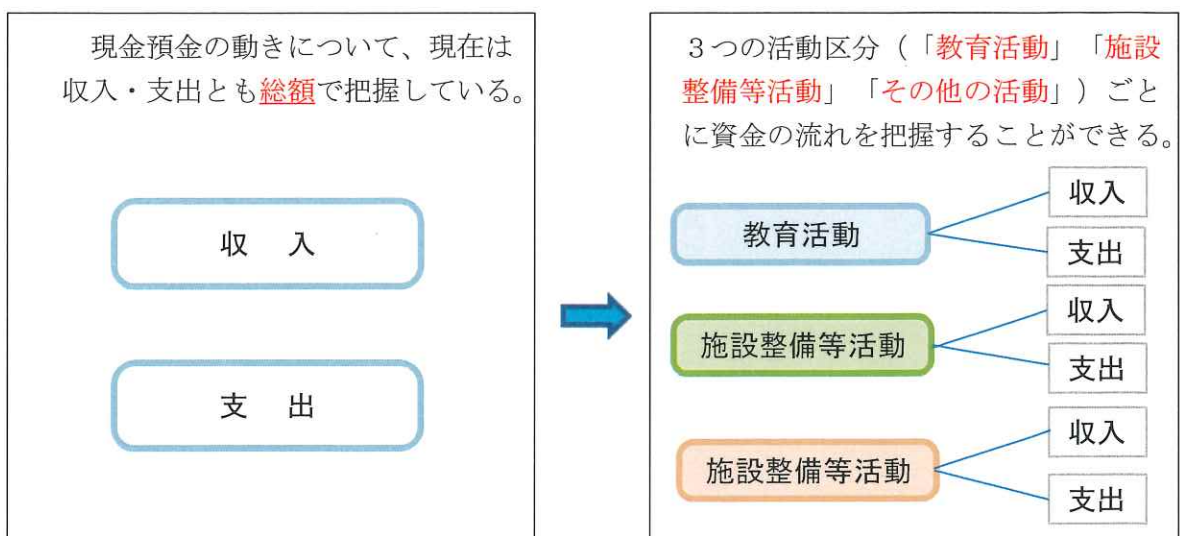 現金預金の動きについて、現在は
収入・支出とも総額で把握している。
収 入
支 出
3つの活動区分(「教育活動」「施設
整備等活動」「その他の活動」)ごと
に資金の流れを把握することができる。
教育活動
収入
支出
施設整備等活動
収入
支出
施設整備等活動
収入
支出